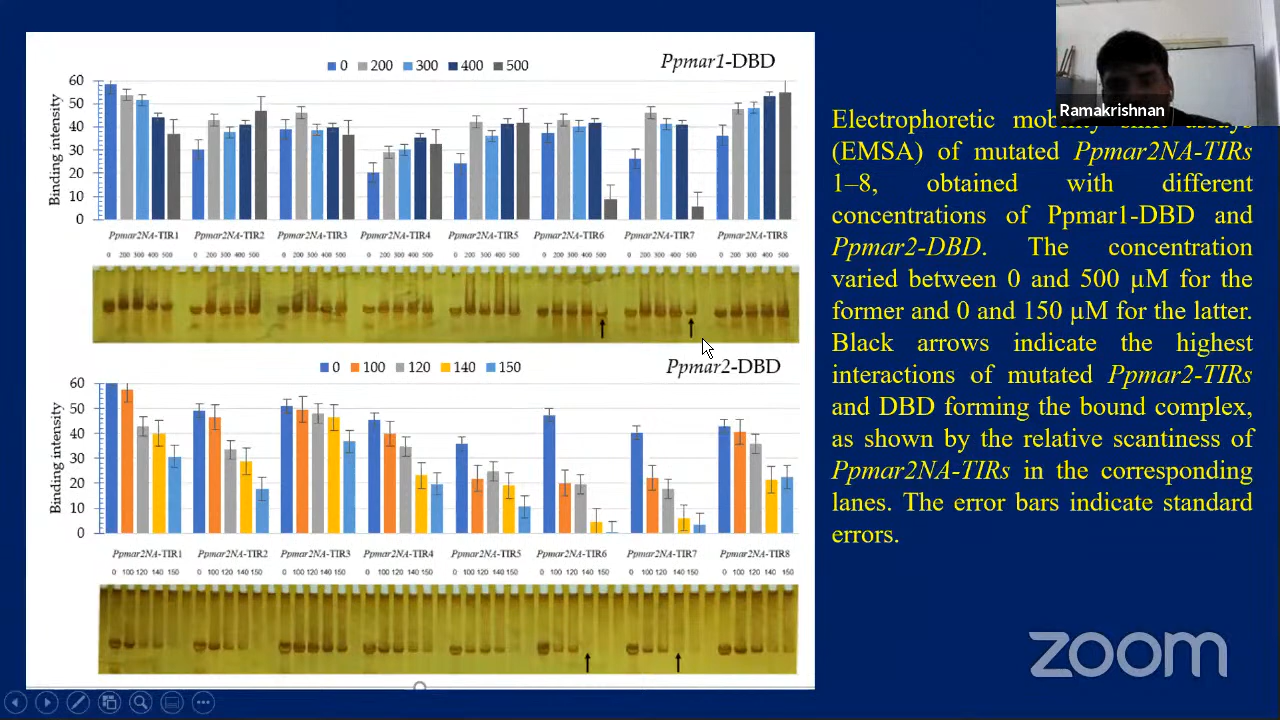 0 200 300 400 500
Ppmar1-DBD
Binding intensity
60
50
40
30
20
10
0
Ppmar2NA-TIR1 Ppmar2NA-TIR2 Ppmar2NA-TIR3 Ppmar2NA-TIR4 Ppmar2NA-TIR5 Ppmar2NA-TIR6 Ppmar2NA-TIR7 Ppmar2NA-TIR8
0 200 300 400 500 0 200 300 400 500 0 200 300 400 500 0 200 300 400 500 0 200 300 400 500 0 200 300 400 500 0 200 300 400 500 0 200 300 400 500
0 100 120 140 150
Ppmar2-DBD
Binding intensity
60
50
40
30
20
10
0
Ppmar2NA-TIR1 Ppmar2NA-TIR2 Ppmar2NA-TIR3 Ppmar2NA-TIR4 Ppmar2NA-TIR5 Ppmar2NA-TIR6 Ppmar2NA-TIR7 Ppmar2NA-TIR8
0 100 120 140 150 0 100 120 140 150 0 100 120 140 150 0 100 120 140 150 0 100 120 140 150 0 100 120 140 150 0 100 120 140 150 0 100 120 140 150
Ramakrishnan
Electrophoretic mobility shift assays
(EMSA) of mutated Ppmar2NA-TIRs
1–8, obtained with different
concentrations of Ppmar1-DBD and
Ppmar2-DBD. The concentration
varied between 0 and 500 µM for the
former and 0 and 150 µM for the latter.
Black arrows indicate the highest
interactions of mutated Ppmar2-TIRs
and DBD forming the bound complex,
as shown by the relative scantiness of
Ppmar2NA-TIRs in the corresponding
lanes. The error bars indicate standard
errors.
zoom